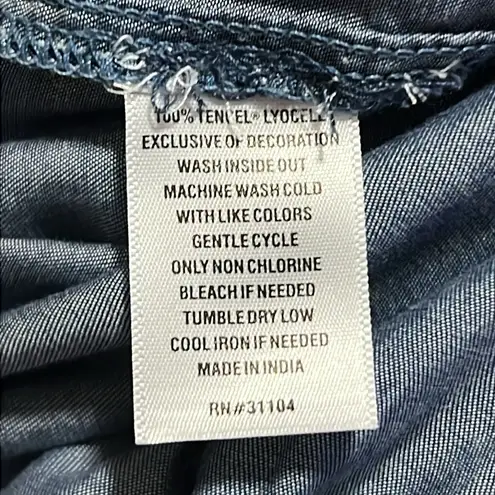 100% TENCEL® LYOCELL
EXCLUSIVE OF DECORATION
WASH INSIDE OUT
MACHINE WASH COLD
WITH LIKE COLORS
GENTLE CYCLE
ONLY NON CHLORINE
BLEACH IF NEEDED
TUMBLE DRY LOW
COOL IRON IF NEEDED
MADE IN INDIA
RN#31104